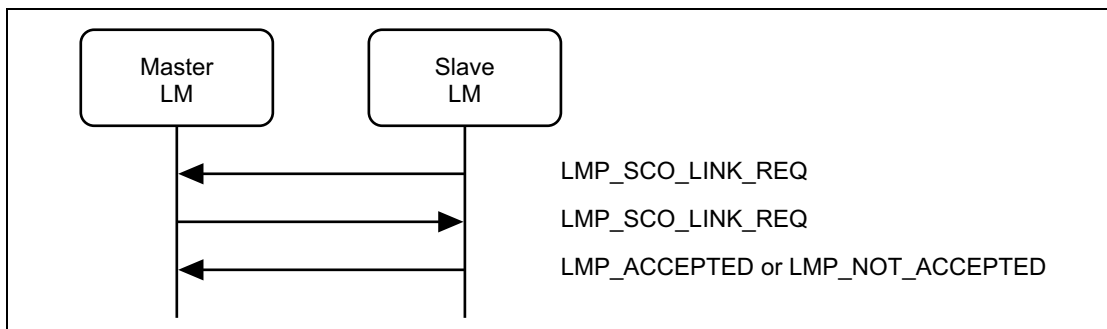 Master
LM
Slave
LM
LMP_SCO_LINK_REQ
LMP_SCO_LINK_REQ
LMP_ACCEPTED or LMP_NOT_ACCEPTED